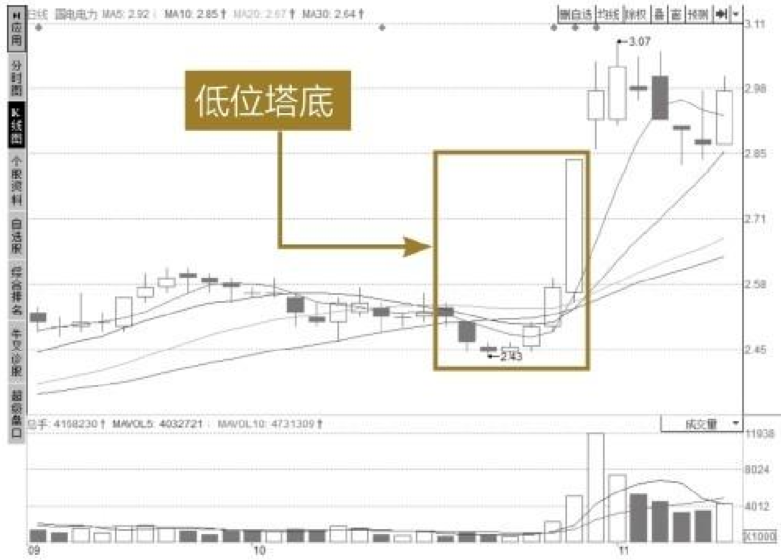 日线 国电电力 MA5: 2.92↓ MA10: 2.85↑ MA20: 2.67↑ MA30: 2.64↑
删自选 均线 除权 叠 窗 预测
应用
分时图
K线图
个股资料
自选股
综合排名
牛叉诊股
超级盘口
低位塔底
3.07
2.43
3.11
2.98
2.85
2.71
2.58
2.45
总手: 4168230↑ MAVOL5: 4032721↓ MAVOL10: 4731309↑
成交量
11938
8024
4012
X1000
09
10
11